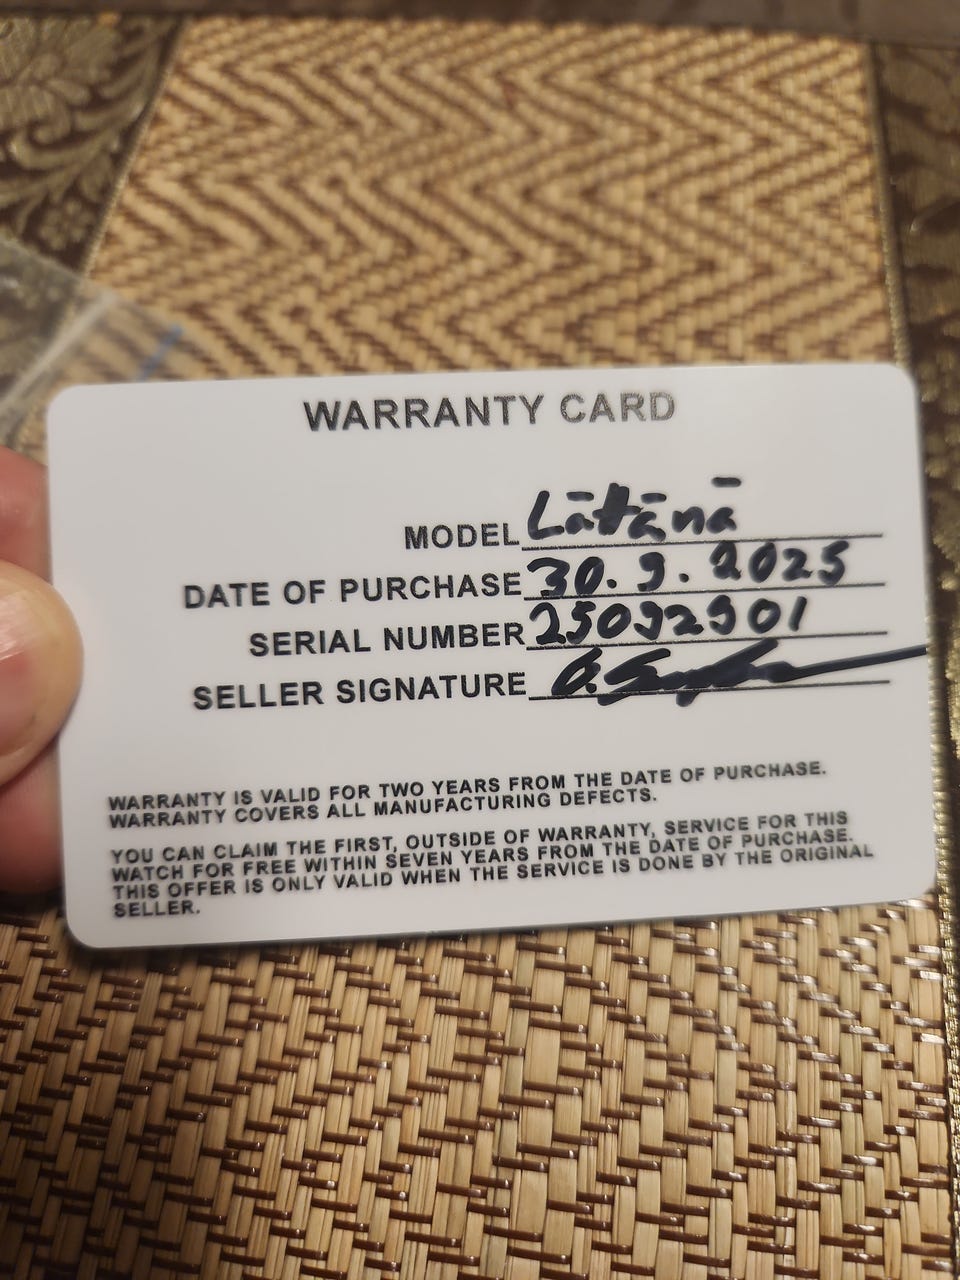 WARRANTY CARD
MODEL Lātānā
DATE OF PURCHASE 30.9.2025
SERIAL NUMBER 25092901
SELLER SIGNATURE
WARRANTY IS VALID FOR TWO YEARS FROM THE DATE OF PURCHASE.
WARRANTY COVERS ALL MANUFACTURING DEFECTS.
YOU CAN CLAIM THE FIRST, OUTSIDE OF WARRANTY, SERVICE FOR THIS
WATCH FOR FREE WITHIN SEVEN YEARS FROM THE DATE OF PURCHASE.
THIS OFFER IS ONLY VALID WHEN THE SERVICE IS DONE BY THE ORIGINAL
SELLER.